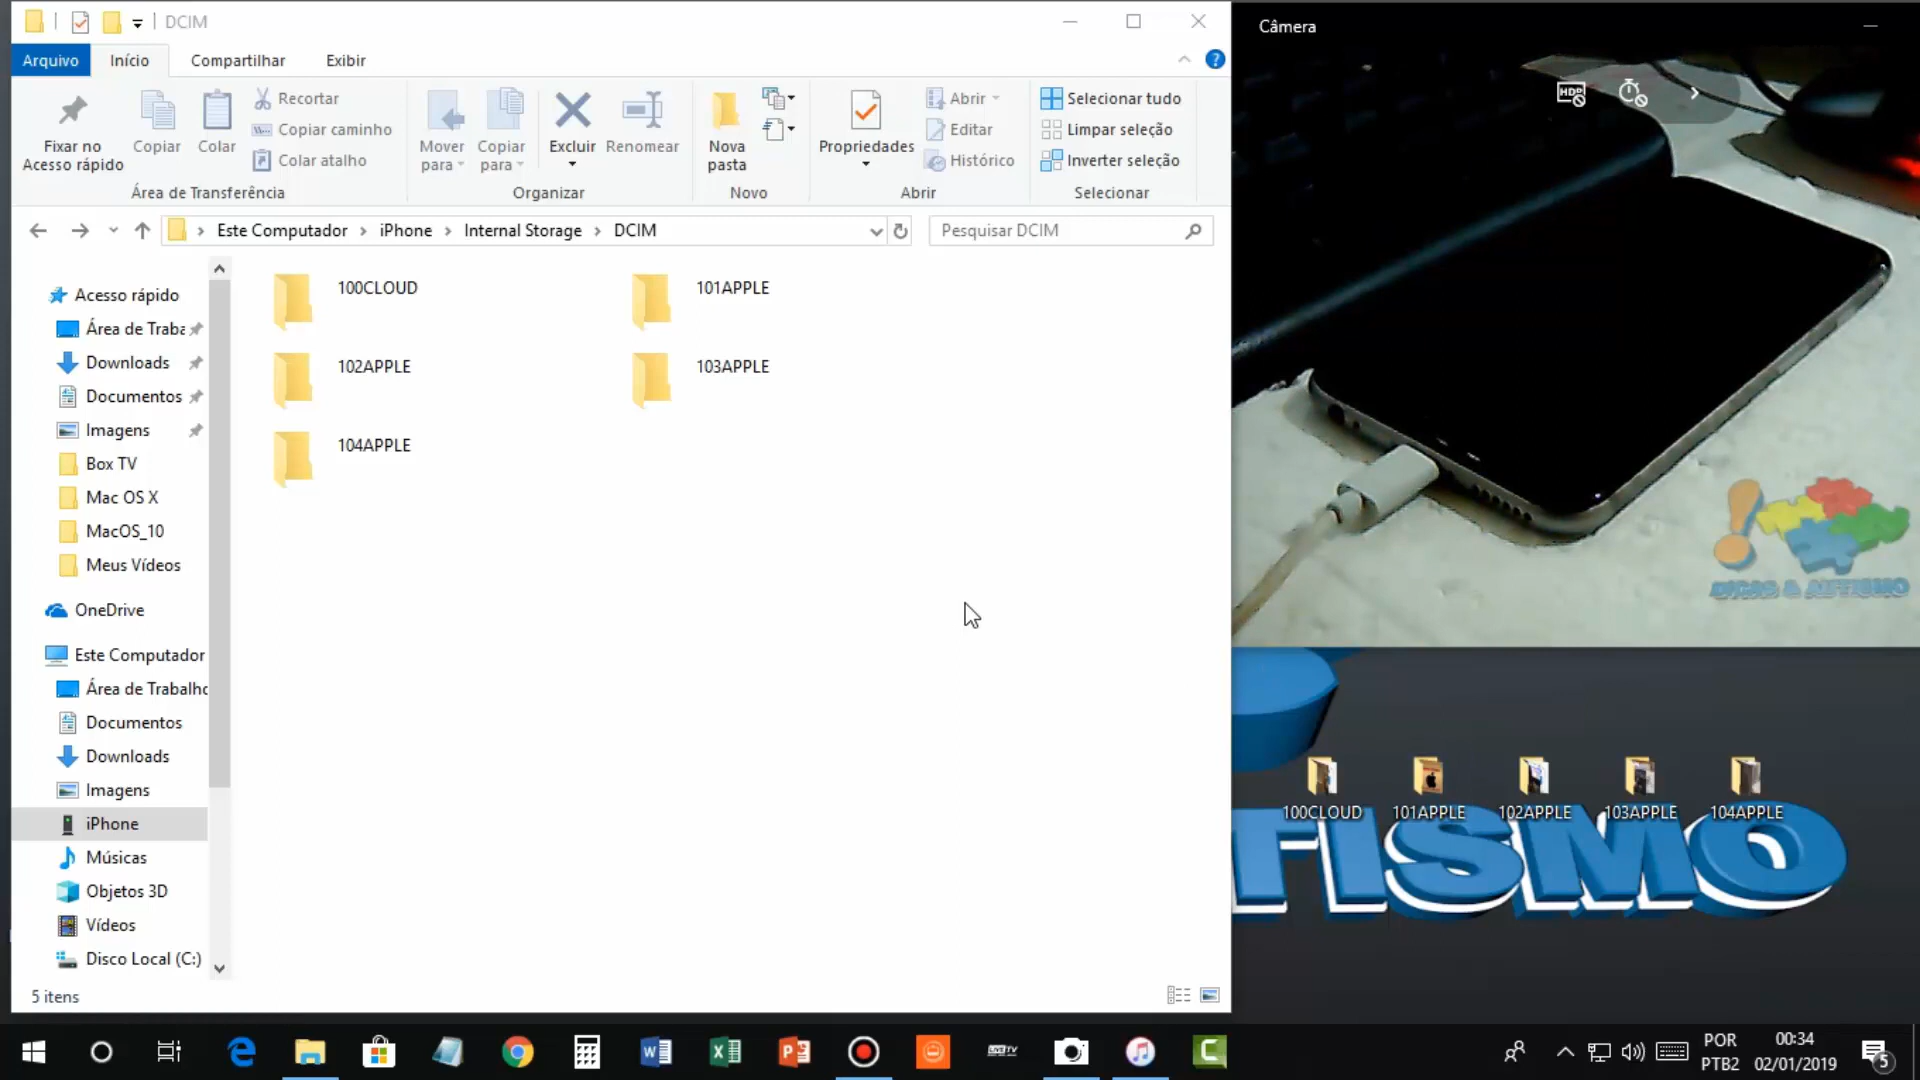 DCIM
Arquivo Início Compartilhar Exibir
Fixar no
Acesso rápido
Copiar
Colar
Recortar
Copiar caminho
Colar atalho
Área de Transferência
Mover
para
Copiar
para
Excluir
Renomear
Organizar
Nova
pasta
Novo
Propriedades
Abrir
Editar
Histórico
Abrir
Selecionar tudo
Limpar seleção
Inverter seleção
Selecionar
Este Computador iPhone Internal Storage DCIM
Pesquisar DCIM
Acesso rápido
Área de Traba
Downloads
Documentos
Imagens
Box TV
Mac OS X
MacOS_10
Meus Vídeos
OneDrive
Este Computador
Área de Trabalho
Documentos
Downloads
Imagens
iPhone
Músicas
Objetos 3D
Vídeos
Disco Local (C:)
100CLOUD 101APPLE
102APPLE 103APPLE
104APPLE
5 itens
Câmera
HDR
DICAS & AUTISMO
100CLOUD 101APPLE 102APPLE 103APPLE 104APPLE
TISMO
POR
PTB2
00:34
02/01/2019
5